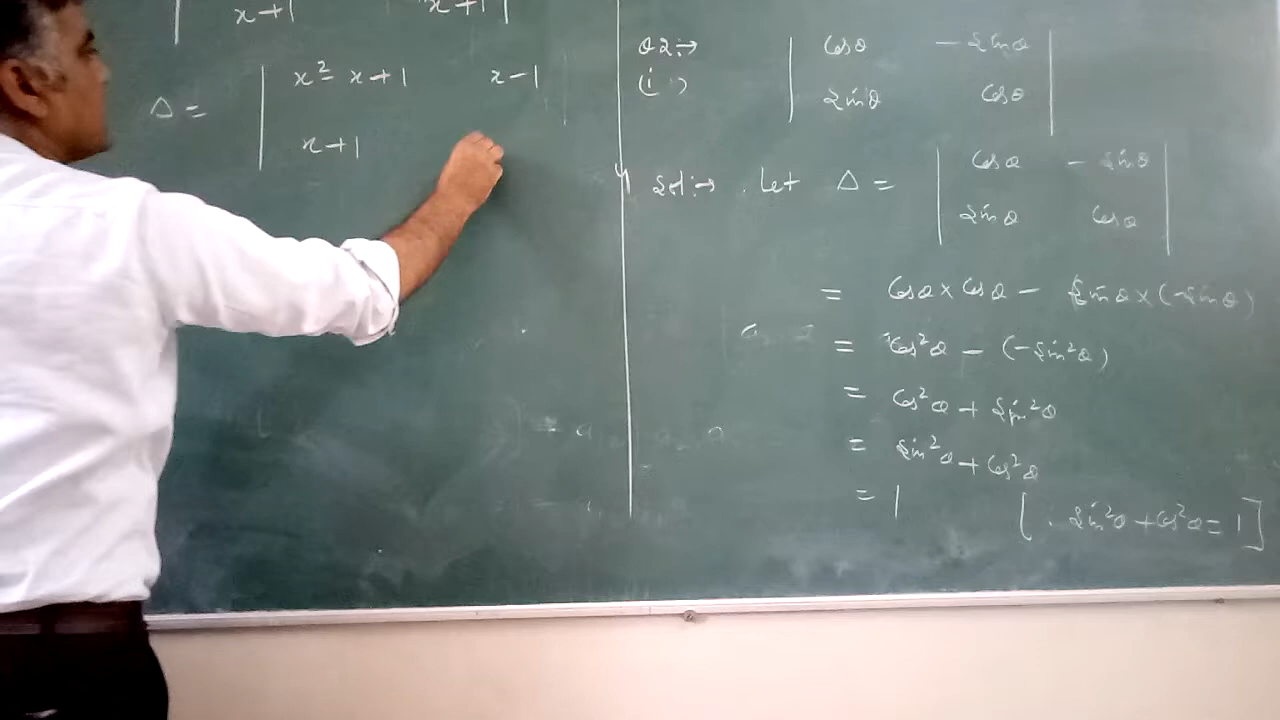 x+1 x+1
Δ = | x² - x + 1 x - 1 |
| x+1
Q2:→ | Cosθ - Sinθ |
(i) | Sinθ Cosθ |
Sol:→ . Let Δ = | Cosθ - Sinθ |
| Sinθ Cosθ |
= Cosθ × Cosθ - Sinθ × (-Sinθ)
= Cos²θ - (-Sin²θ)
= Cos²θ + Sin²θ
= Sin²θ + Cos²θ
= 1 [. Sin²θ + Cos²θ = 1]